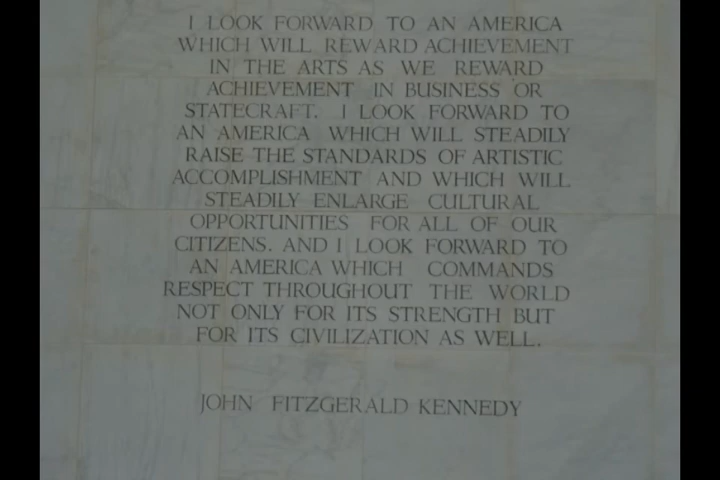 I LOOK FORWARD TO AN AMERICA
WHICH WILL REWARD ACHIEVEMENT
IN THE ARTS AS WE REWARD
ACHIEVEMENT IN BUSINESS OR
STATECRAFT. I LOOK FORWARD TO
AN AMERICA WHICH WILL STEADILY
RAISE THE STANDARDS OF ARTISTIC
ACCOMPLISHMENT AND WHICH WILL
STEADILY ENLARGE CULTURAL
OPPORTUNITIES FOR ALL OF OUR
CITIZENS. AND I LOOK FORWARD TO
AN AMERICA WHICH COMMANDS
RESPECT THROUGHOUT THE WORLD
NOT ONLY FOR ITS STRENGTH BUT
FOR ITS CIVILIZATION AS WELL.
JOHN FITZGERALD KENNEDY